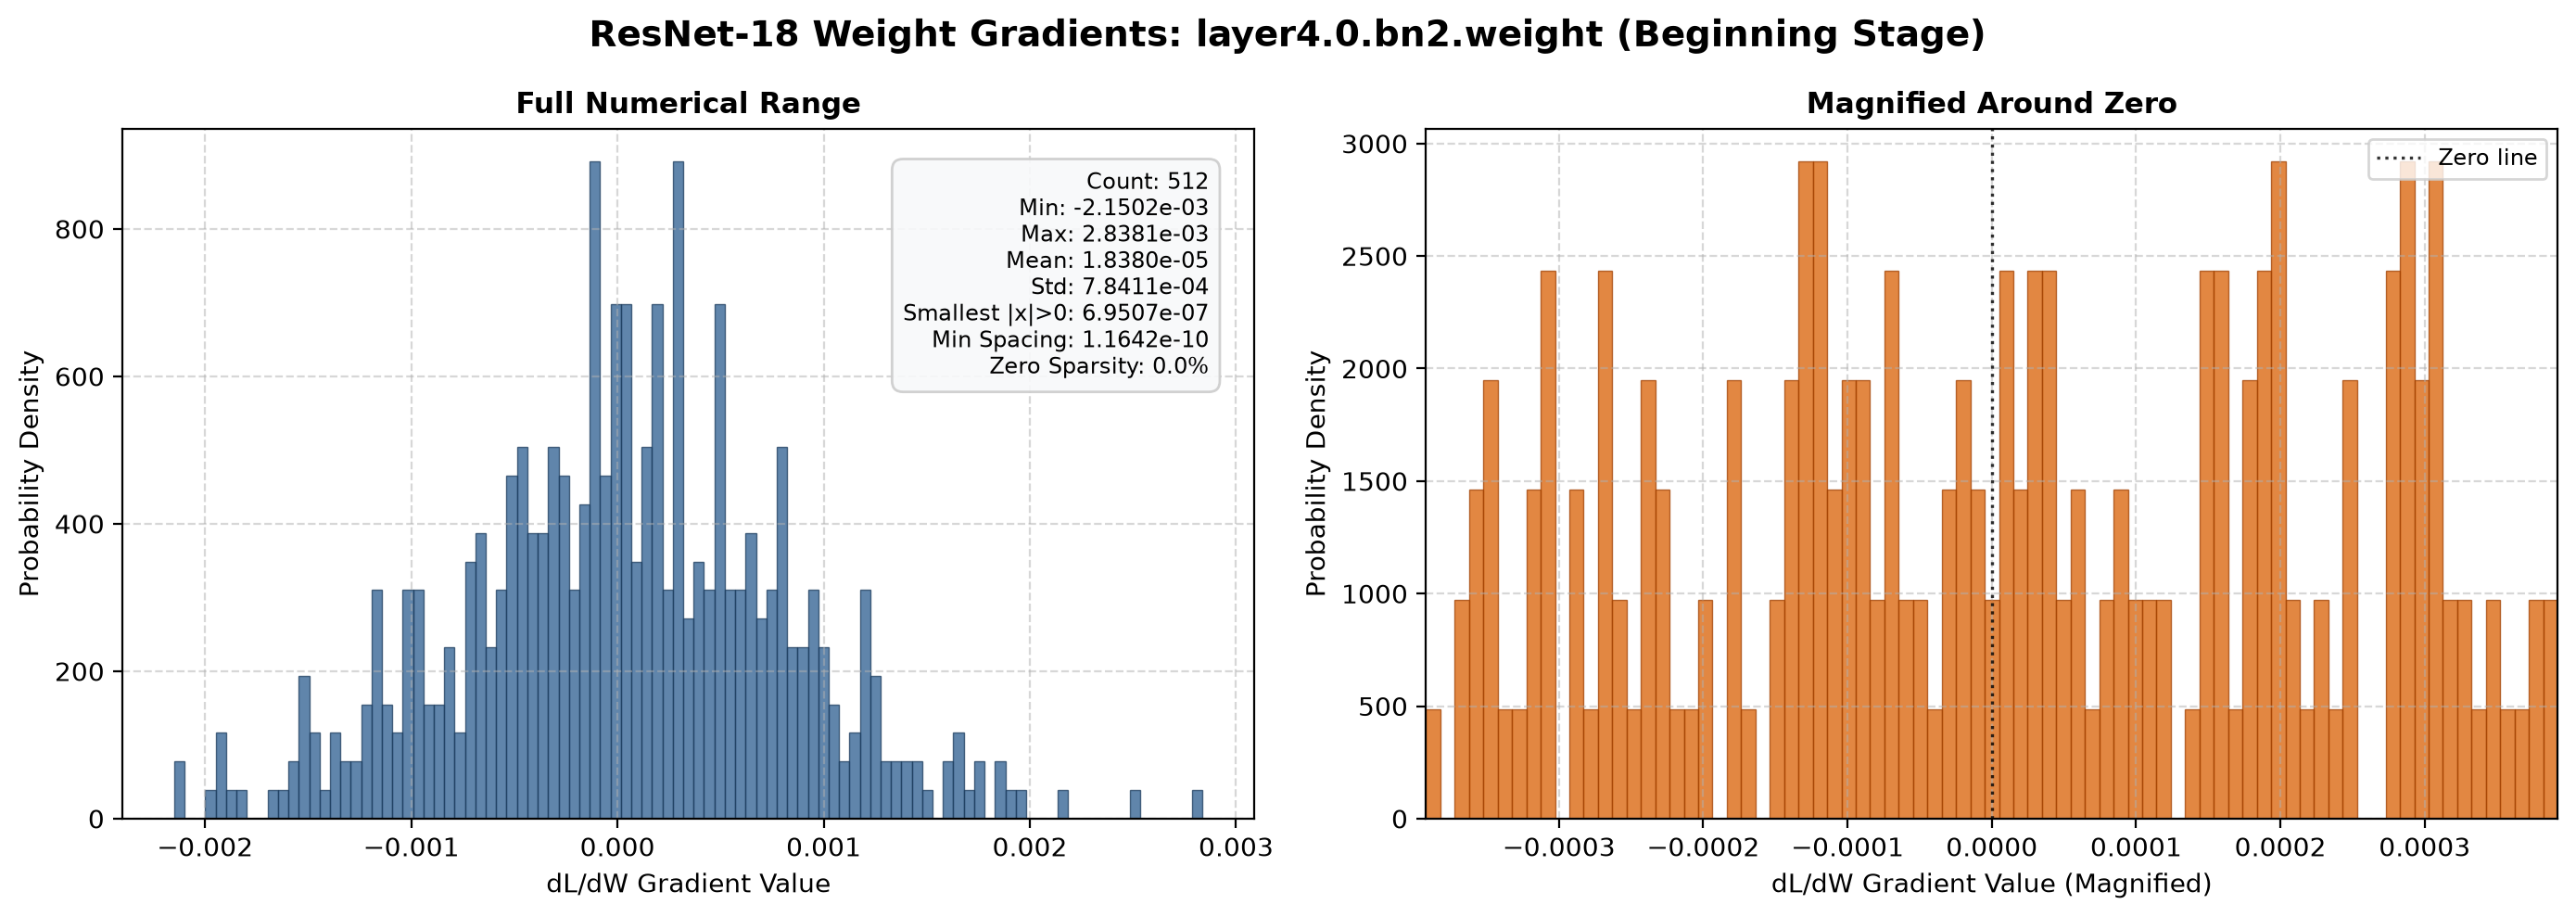 ResNet-18 Weight Gradients: layer4.0.bn2.weight (Beginning Stage)
Full Numerical Range
Probability Density
0
200
400
600
800
Count: 512
Min: -2.1502e-03
Max: 2.8381e-03
Mean: 1.8380e-05
Std: 7.8411e-04
Smallest |x|>0: 6.9507e-07
Min Spacing: 1.1642e-10
Zero Sparsity: 0.0%
−0.002 −0.001 0.000 0.001 0.002 0.003
dL/dW Gradient Value
Magnified Around Zero
Probability Density
0
500
1000
1500
2000
2500
3000
Zero line
−0.0003 −0.0002 −0.0001 0.0000 0.0001 0.0002 0.0003
dL/dW Gradient Value (Magnified)